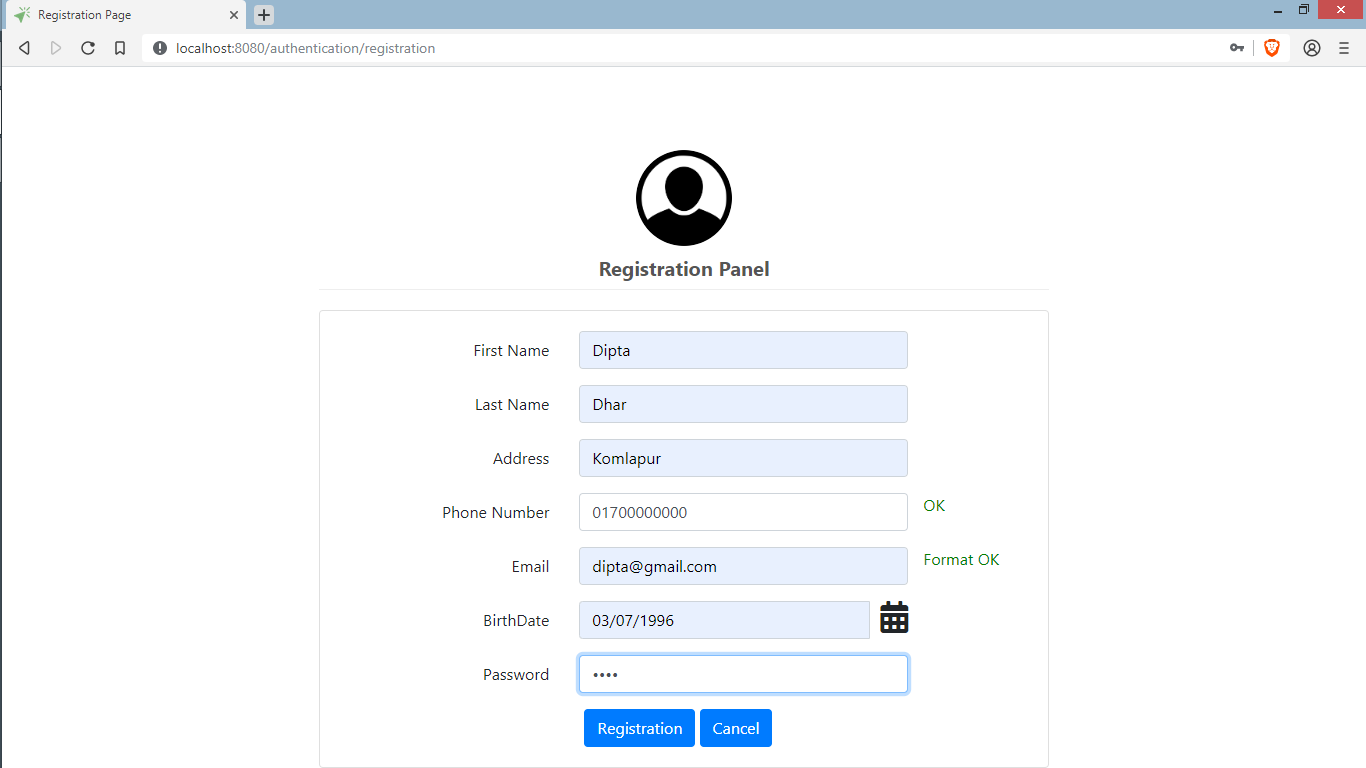 Registration Page
localhost:8080/authentication/registration
Registration Panel
First Name Dipta
Last Name Dhar
Address Komlapur
Phone Number 01700000000 OK
Email dipta@gmail.com Format OK
BirthDate 03/07/1996
Password ••••
Registration Cancel